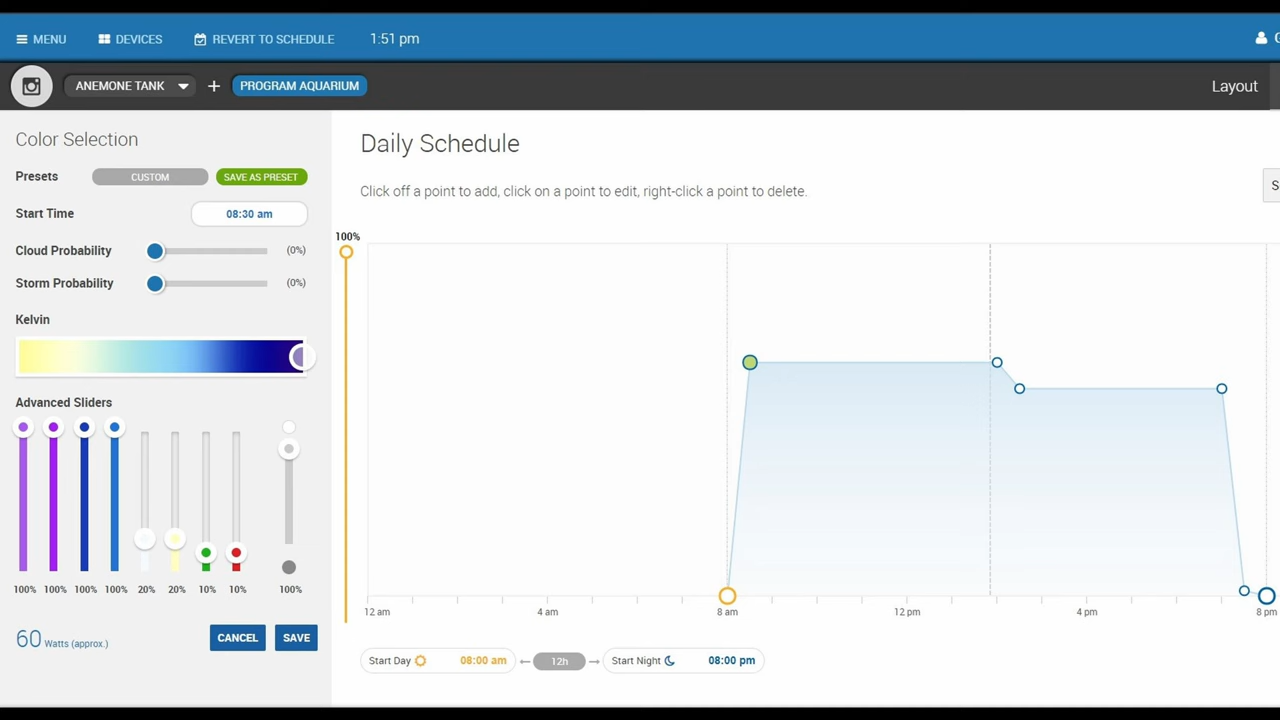 MENU DEVICES REVERT TO SCHEDULE 1:51 pm
ANEMONE TANK + PROGRAM AQUARIUM Layout
Color Selection
Presets CUSTOM SAVE AS PRESET
Start Time 08:30 am
Cloud Probability (0%)
Storm Probability (0%)
Kelvin
Advanced Sliders
100% 100% 100% 100% 20% 20% 10% 10% 100%
60 Watts (approx.) CANCEL SAVE
Daily Schedule
Click off a point to add, click on a point to edit, right-click a point to delete.
100%
12 am 4 am 8 am 12 pm 4 pm 8 pm
Start Day 08:00 am ← 12h → Start Night 08:00 pm